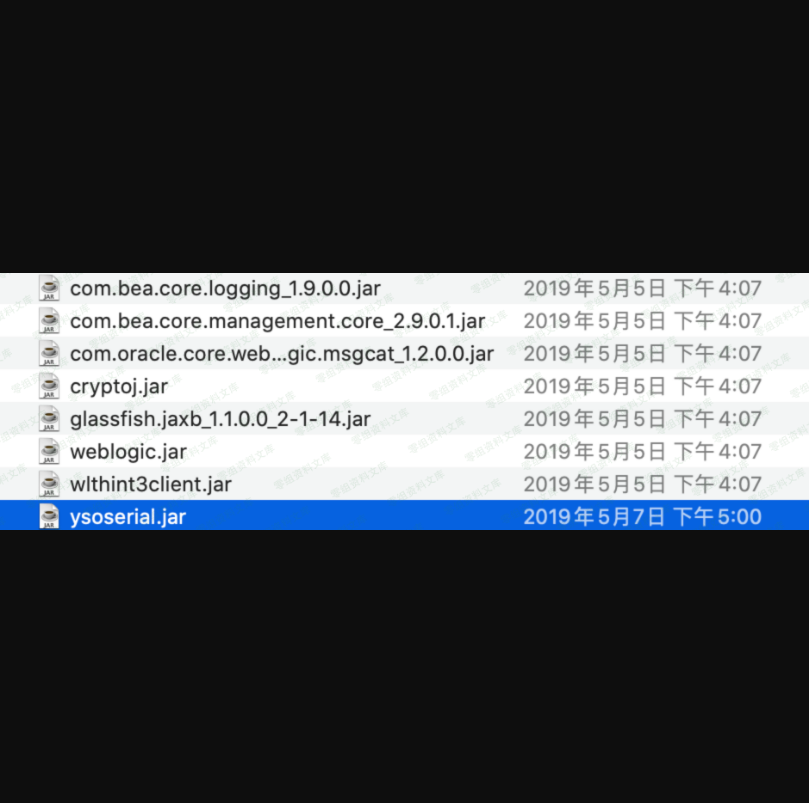 com.bea.core.logging_1.9.0.0.jar 2019年5月5日 下午4:07
com.bea.core.management.core_2.9.0.1.jar 2019年5月5日 下午4:07
com.oracle.core.web...gic.msgcat_1.2.0.0.jar 2019年5月5日 下午4:07
cryptoj.jar 2019年5月5日 下午4:07
glassfish.jaxb_1.1.0.0_2-1-14.jar 2019年5月5日 下午4:07
weblogic.jar 2019年5月5日 下午4:07
wlthint3client.jar 2019年5月5日 下午4:07
ysoserial.jar 2019年5月7日 下午5:00